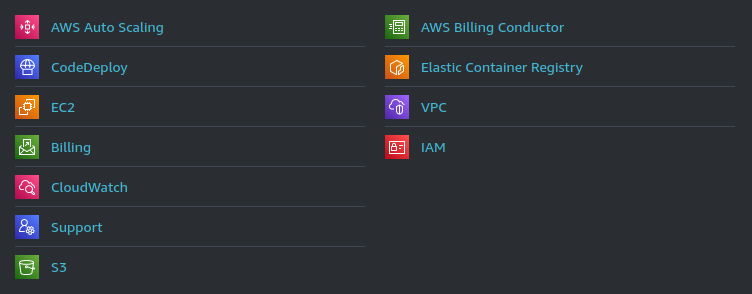 AWS Auto Scaling
CodeDeploy
EC2
Billing
CloudWatch
Support
S3
AWS Billing Conductor
Elastic Container Registry
VPC
IAM